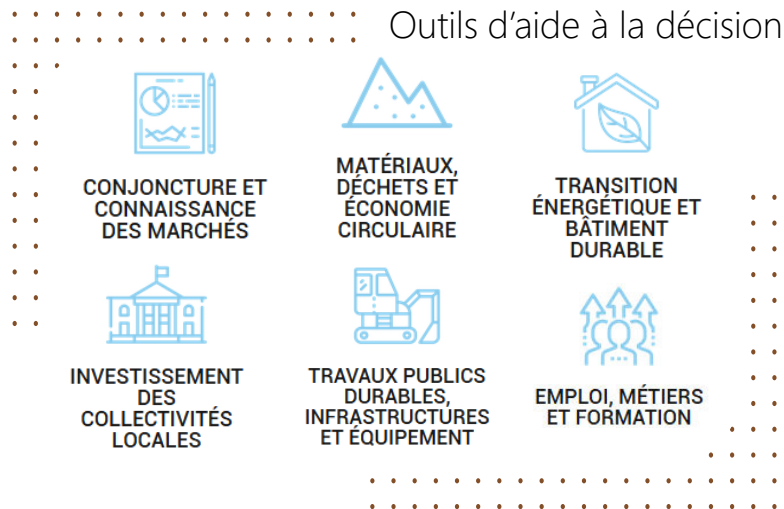 Outils d’aide à la décision
CONJONCTURE ET
CONNAISSANCE
DES MARCHÉS
MATÉRIAUX,
DÉCHETS ET
ÉCONOMIE
CIRCULAIRE
TRANSITION
ÉNERGÉTIQUE ET
BÂTIMENT
DURABLE
INVESTISSEMENT
DES
COLLECTIVITÉS
LOCALES
TRAVAUX PUBLICS
DURABLES,
INFRASTRUCTURES
ET ÉQUIPEMENT
EMPLOI, MÉTIERS
ET FORMATION